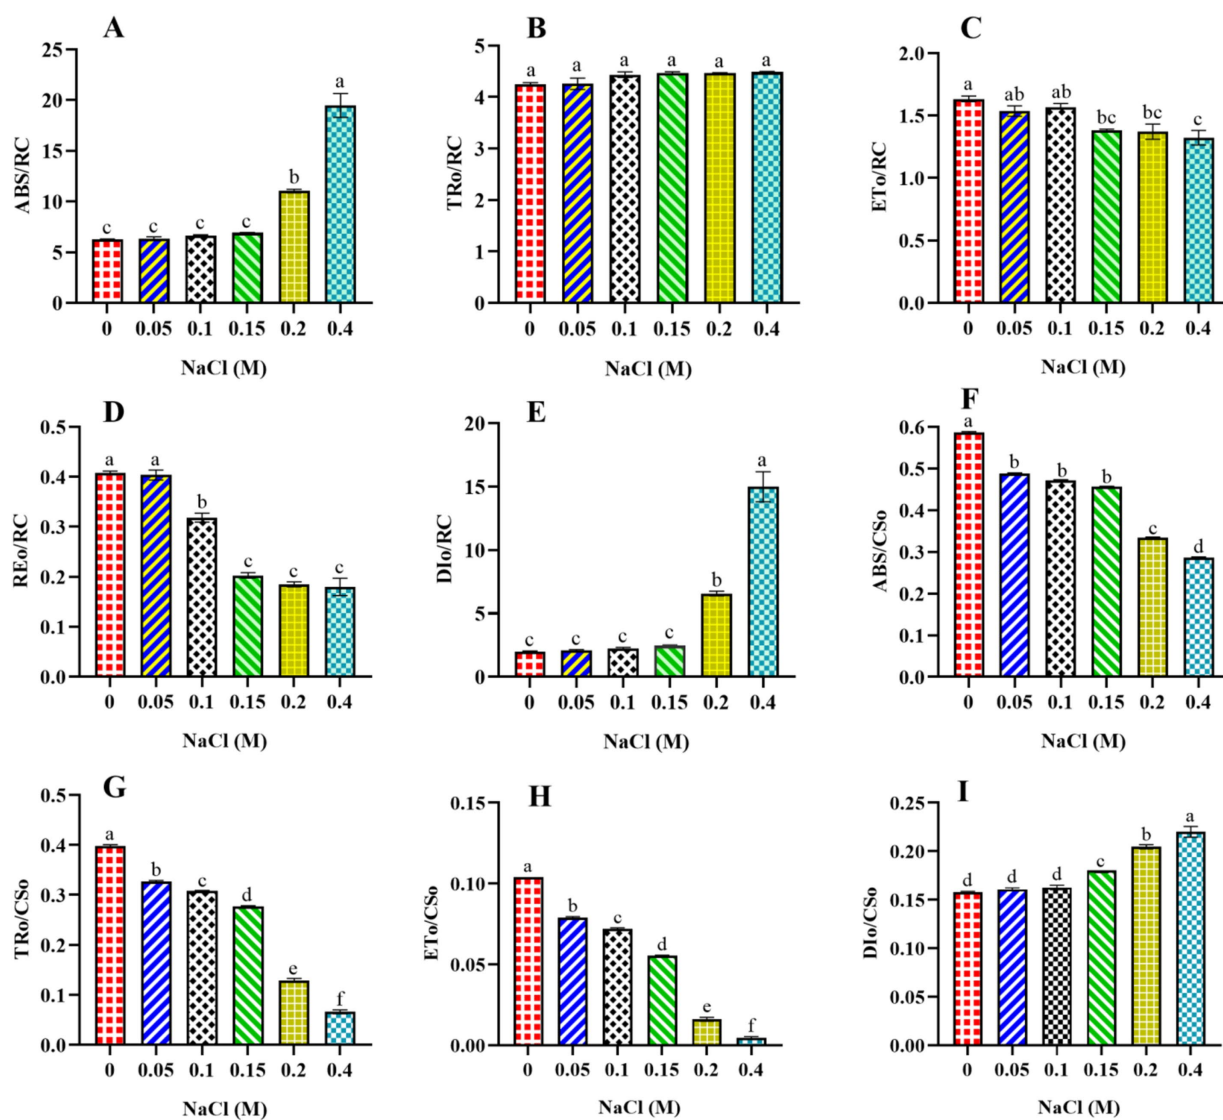 A
ABS/RC
25
20
15
10
5
0
c c c c b a
0 0.05 0.1 0.15 0.2 0.4
NaCl (M)
B
TRo/RC
5
4
3
2
1
0
a a a a a a
0 0.05 0.1 0.15 0.2 0.4
NaCl (M)
C
ETo/RC
2.0
1.5
1.0
0.5
0.0
a ab ab bc bc c
0 0.05 0.1 0.15 0.2 0.4
NaCl (M)
D
REo/RC
0.5
0.4
0.3
0.2
0.1
0.0
a a b c c c
0 0.05 0.1 0.15 0.2 0.4
NaCl (M)
E
DIo/RC
20
15
10
5
0
c c c c b a
0 0.05 0.1 0.15 0.2 0.4
NaCl (M)
F
ABS/CSo
0.6
0.5
0.4
0.3
0.2
0.1
0.0
a b b b c d
0 0.05 0.1 0.15 0.2 0.4
NaCl (M)
G
TRo/CSo
0.5
0.4
0.3
0.2
0.1
0.0
a b c d e f
0 0.05 0.1 0.15 0.2 0.4
NaCl (M)
H
ETo/CSo
0.15
0.10
0.05
0.00
a b c d e f
0 0.05 0.1 0.15 0.2 0.4
NaCl (M)
I
DIo/CSo
0.25
0.20
0.15
0.10
0.05
0.00
d d d c b a
0 0.05 0.1 0.15 0.2 0.4
NaCl (M)